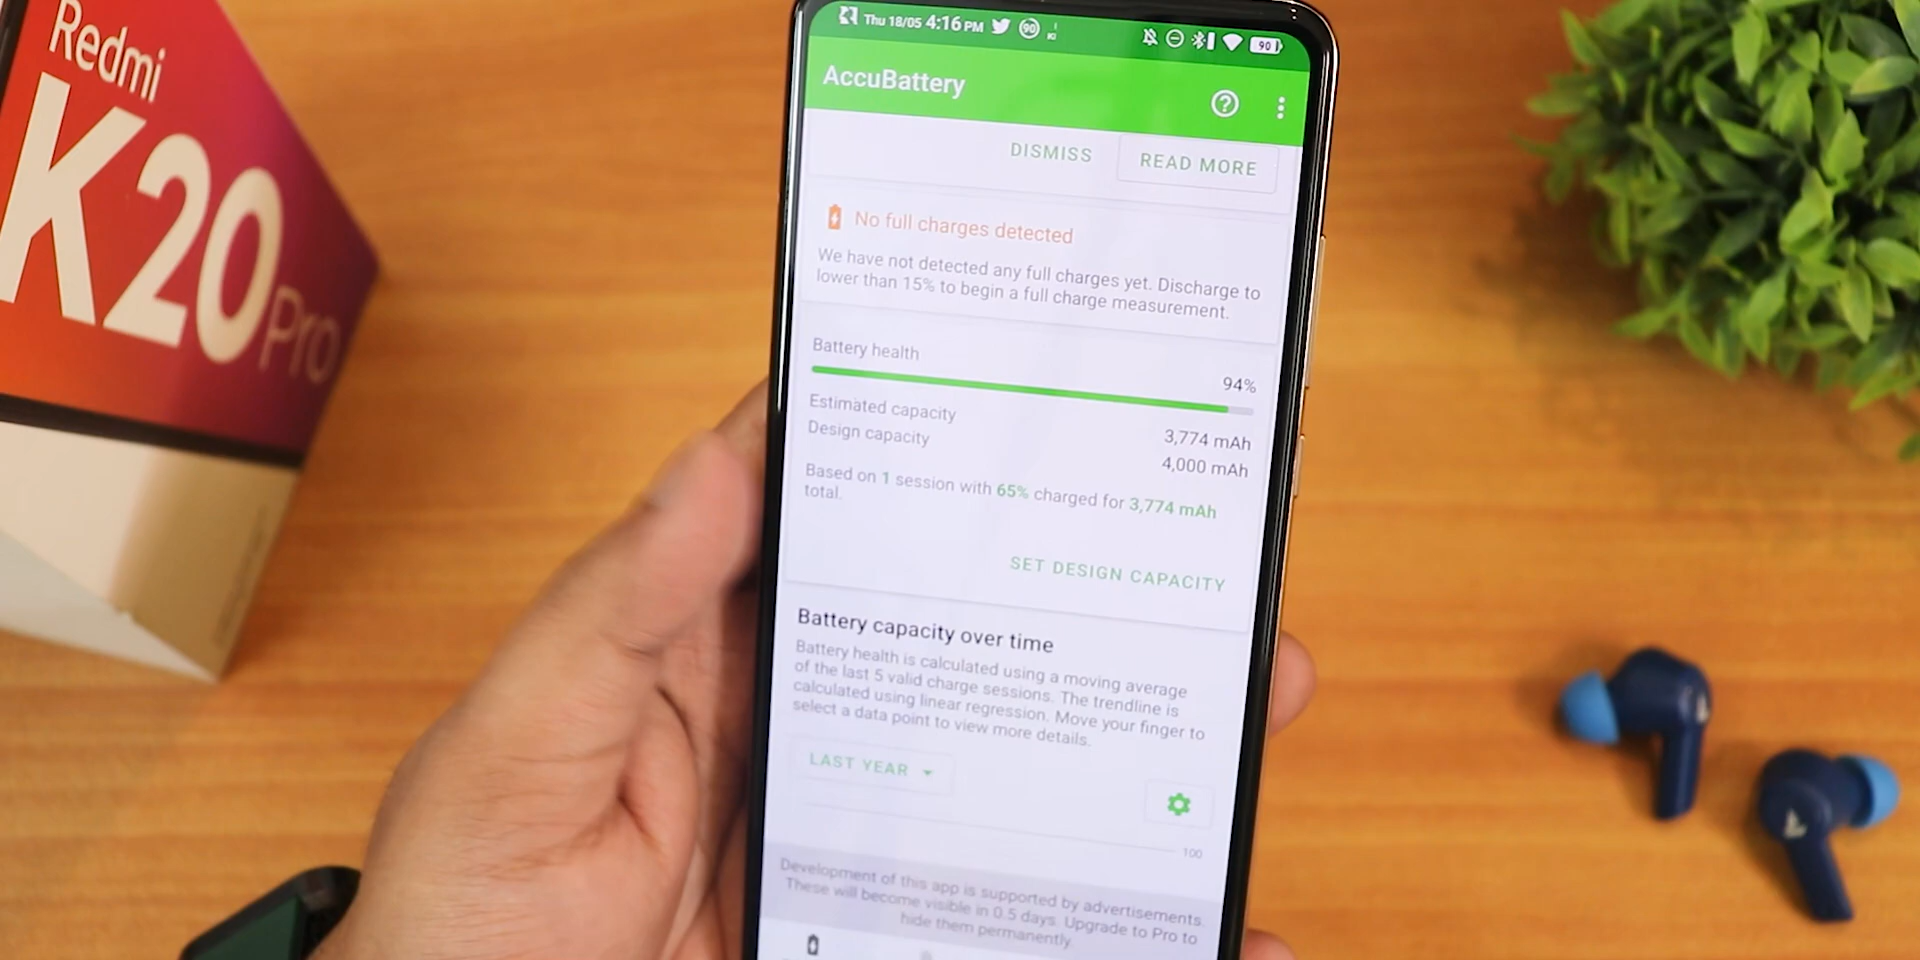 Redmi
K20 Pro
Thu 18/05 4:16 PM 90
90
AccuBattery
DISMISS READ MORE
No full charges detected
We have not detected any full charges yet. Discharge to
lower than 15% to begin a full charge measurement.
Battery health
94%
Estimated capacity 3,774 mAh
Design capacity 4,000 mAh
Based on 1 session with 65% charged for 3,774 mAh
total.
SET DESIGN CAPACITY
Battery capacity over time
Battery health is calculated using a moving average
of the last 5 valid charge sessions. The trendline is
calculated using linear regression. Move your finger to
select a data point to view more details.
LAST YEAR
100
Development of this app is supported by advertisements.
These will become visible in 0.5 days. Upgrade to Pro to
hide them permanently.